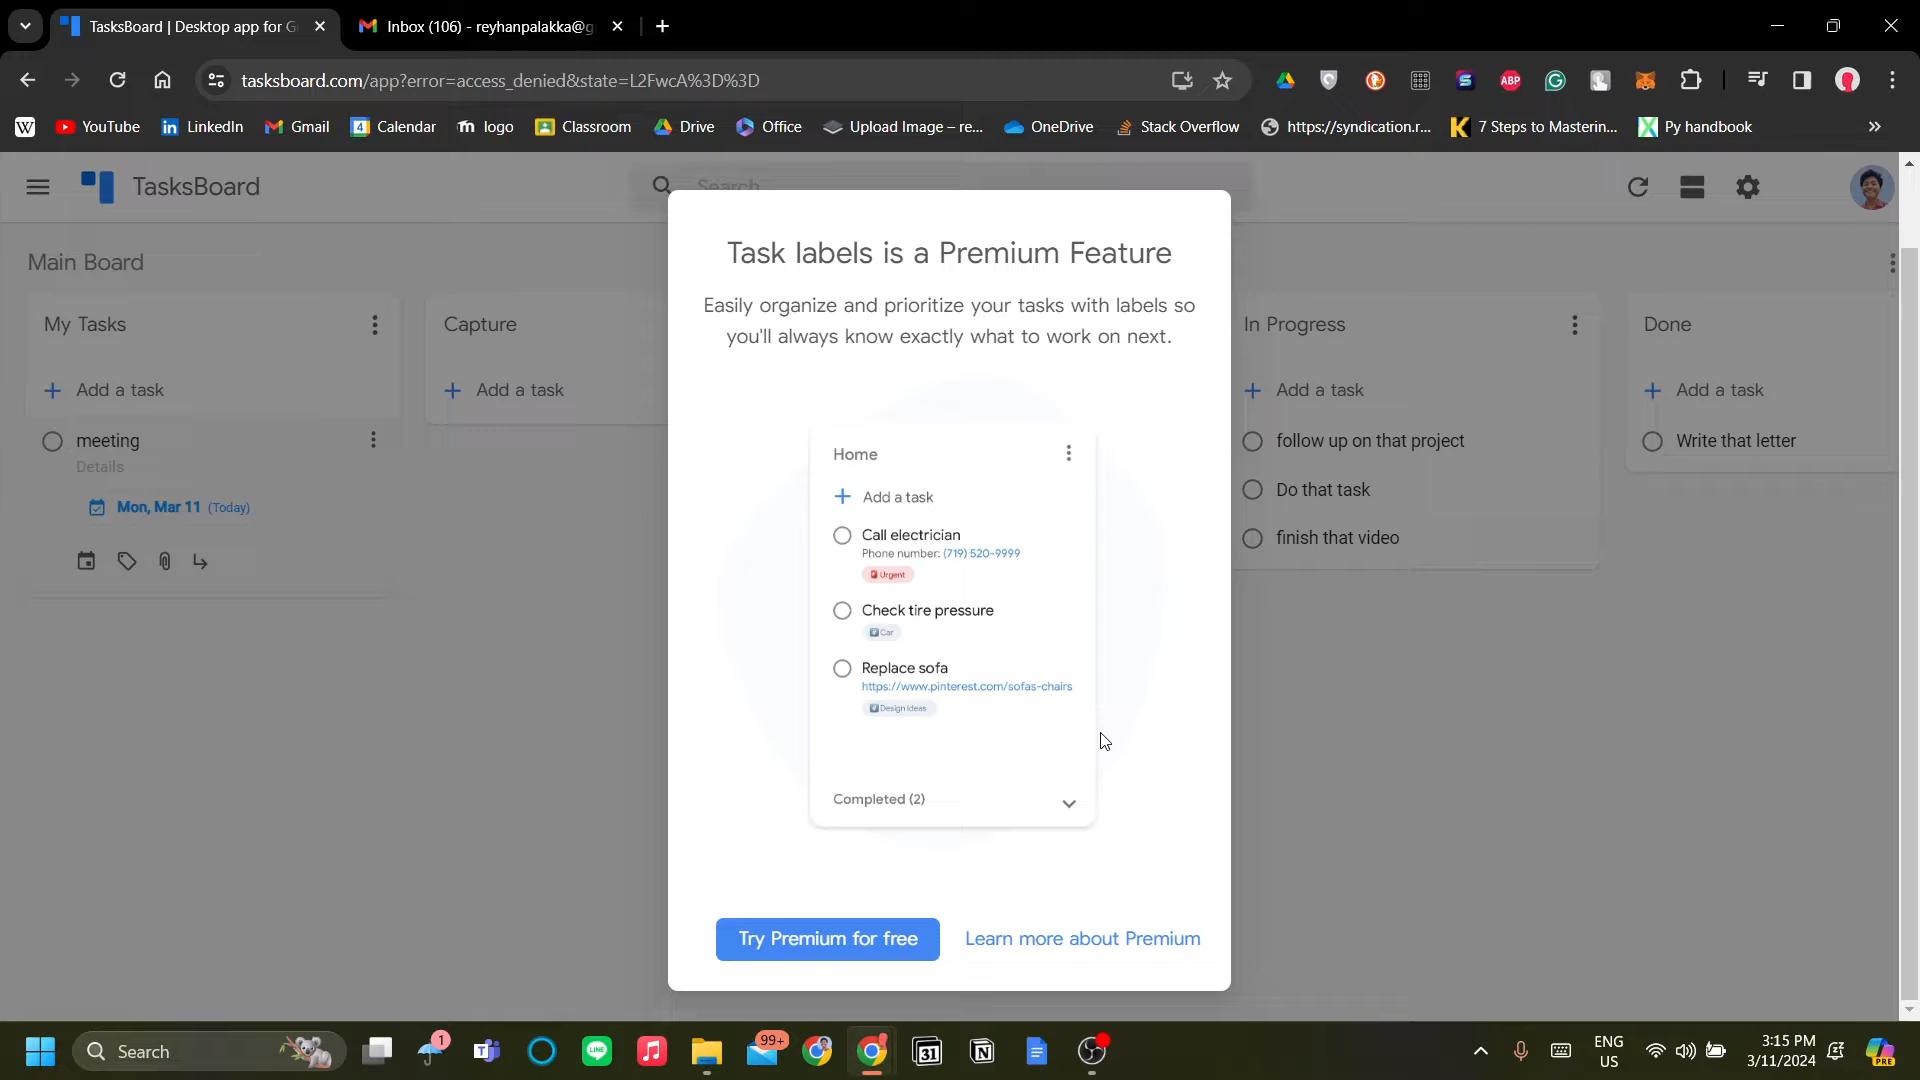 TasksBoard | Desktop app for G
Inbox (106) - reyhanpalakka@g
tasksboard.com/app?error=access_denied&state=L2FwcA%3D%3D
ABP
W
YouTube
LinkedIn
Gmail
Calendar
logo
Classroom
Drive
Office
Upload Image – re...
OneDrive
Stack Overflow
https://syndication.r...
7 Steps to Masterin...
Py handbook
TasksBoard
Search
Main Board
My Tasks
Add a task
meeting
Details
Mon, Mar 11 (Today)
Capture
Add a task
Task labels is a Premium Feature
Easily organize and prioritize your tasks with labels so
you'll always know exactly what to work on next.
Home
Add a task
Call electrician
Phone number: (719) 520-9999
Urgent
Check tire pressure
Car
Replace sofa
https://www.pinterest.com/sofas-chairs
Design Ideas
Completed (2)
Try Premium for free
Learn more about Premium
In Progress
Add a task
follow up on that project
Do that task
finish that video
Done
Add a task
Write that letter
Search
1
LINE
99+
31
ENG
US
3:15 PM
3/11/2024
PRE